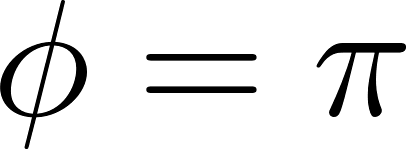 ϕ = π